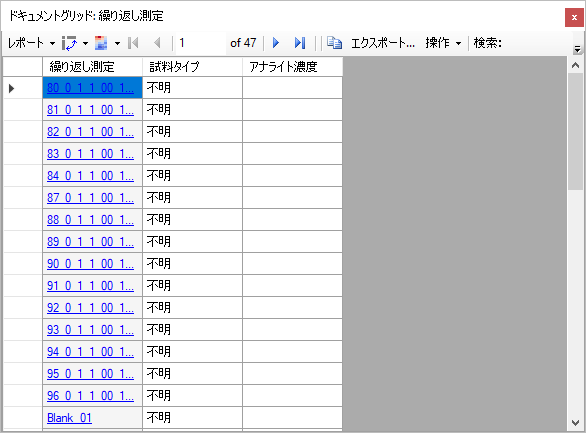 ドキュメントグリッド: 繰り返し測定
レポート 1 of 47 エクスポート... 操作 検索:
繰り返し測定 試料タイプ アナライト濃度
80_0_1_1_00_1... 不明
81_0_1_1_00_1... 不明
82_0_1_1_00_1... 不明
83_0_1_1_00_1... 不明
84_0_1_1_00_1... 不明
87_0_1_1_00_1... 不明
88_0_1_1_00_1... 不明
89_0_1_1_00_1... 不明
90_0_1_1_00_1... 不明
91_0_1_1_00_1... 不明
92_0_1_1_00_1... 不明
93_0_1_1_00_1... 不明
94_0_1_1_00_1... 不明
95_0_1_1_00_1... 不明
96_0_1_1_00_1... 不明
Blank_01 不明